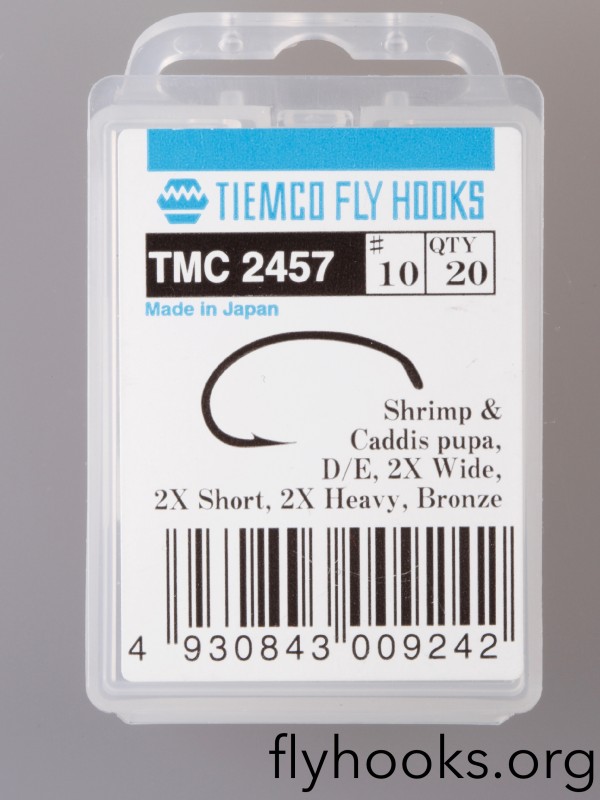 TIEMCO FLY HOOKS
TMC 2457 # 10 QTY 20
Made in Japan
Shrimp &
Caddis pupa,
D/E, 2X Wide,
2X Short, 2X Heavy, Bronze
4 930843 009242
flyhooks.org